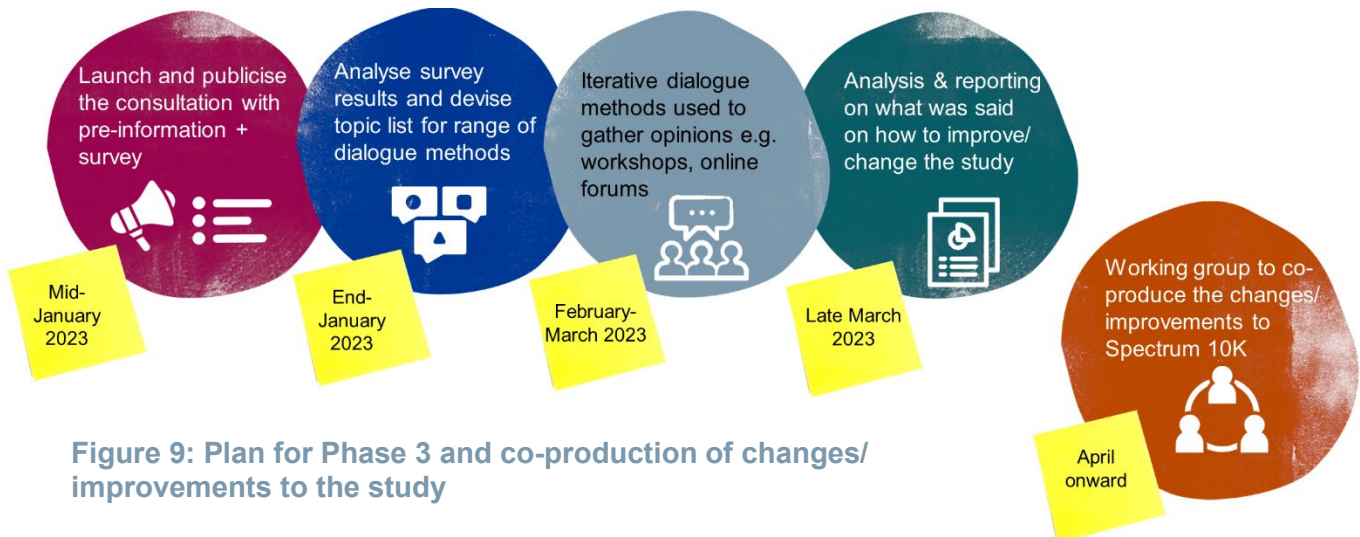 Launch and publicise
the consultation with
pre-information +
survey
Mid-
January
2023
Analyse survey
results and devise
topic list for range of
dialogue methods
End-
January
2023
Iterative dialogue
methods used to
gather opinions e.g.
workshops, online
forums
February-
March 2023
Analysis & reporting
on what was said
on how to improve/
change the study
Late March
2023
Working group to co-
produce the changes/
improvements to
Spectrum 10K
April
onward
Figure 9: Plan for Phase 3 and co-production of changes/
improvements to the study